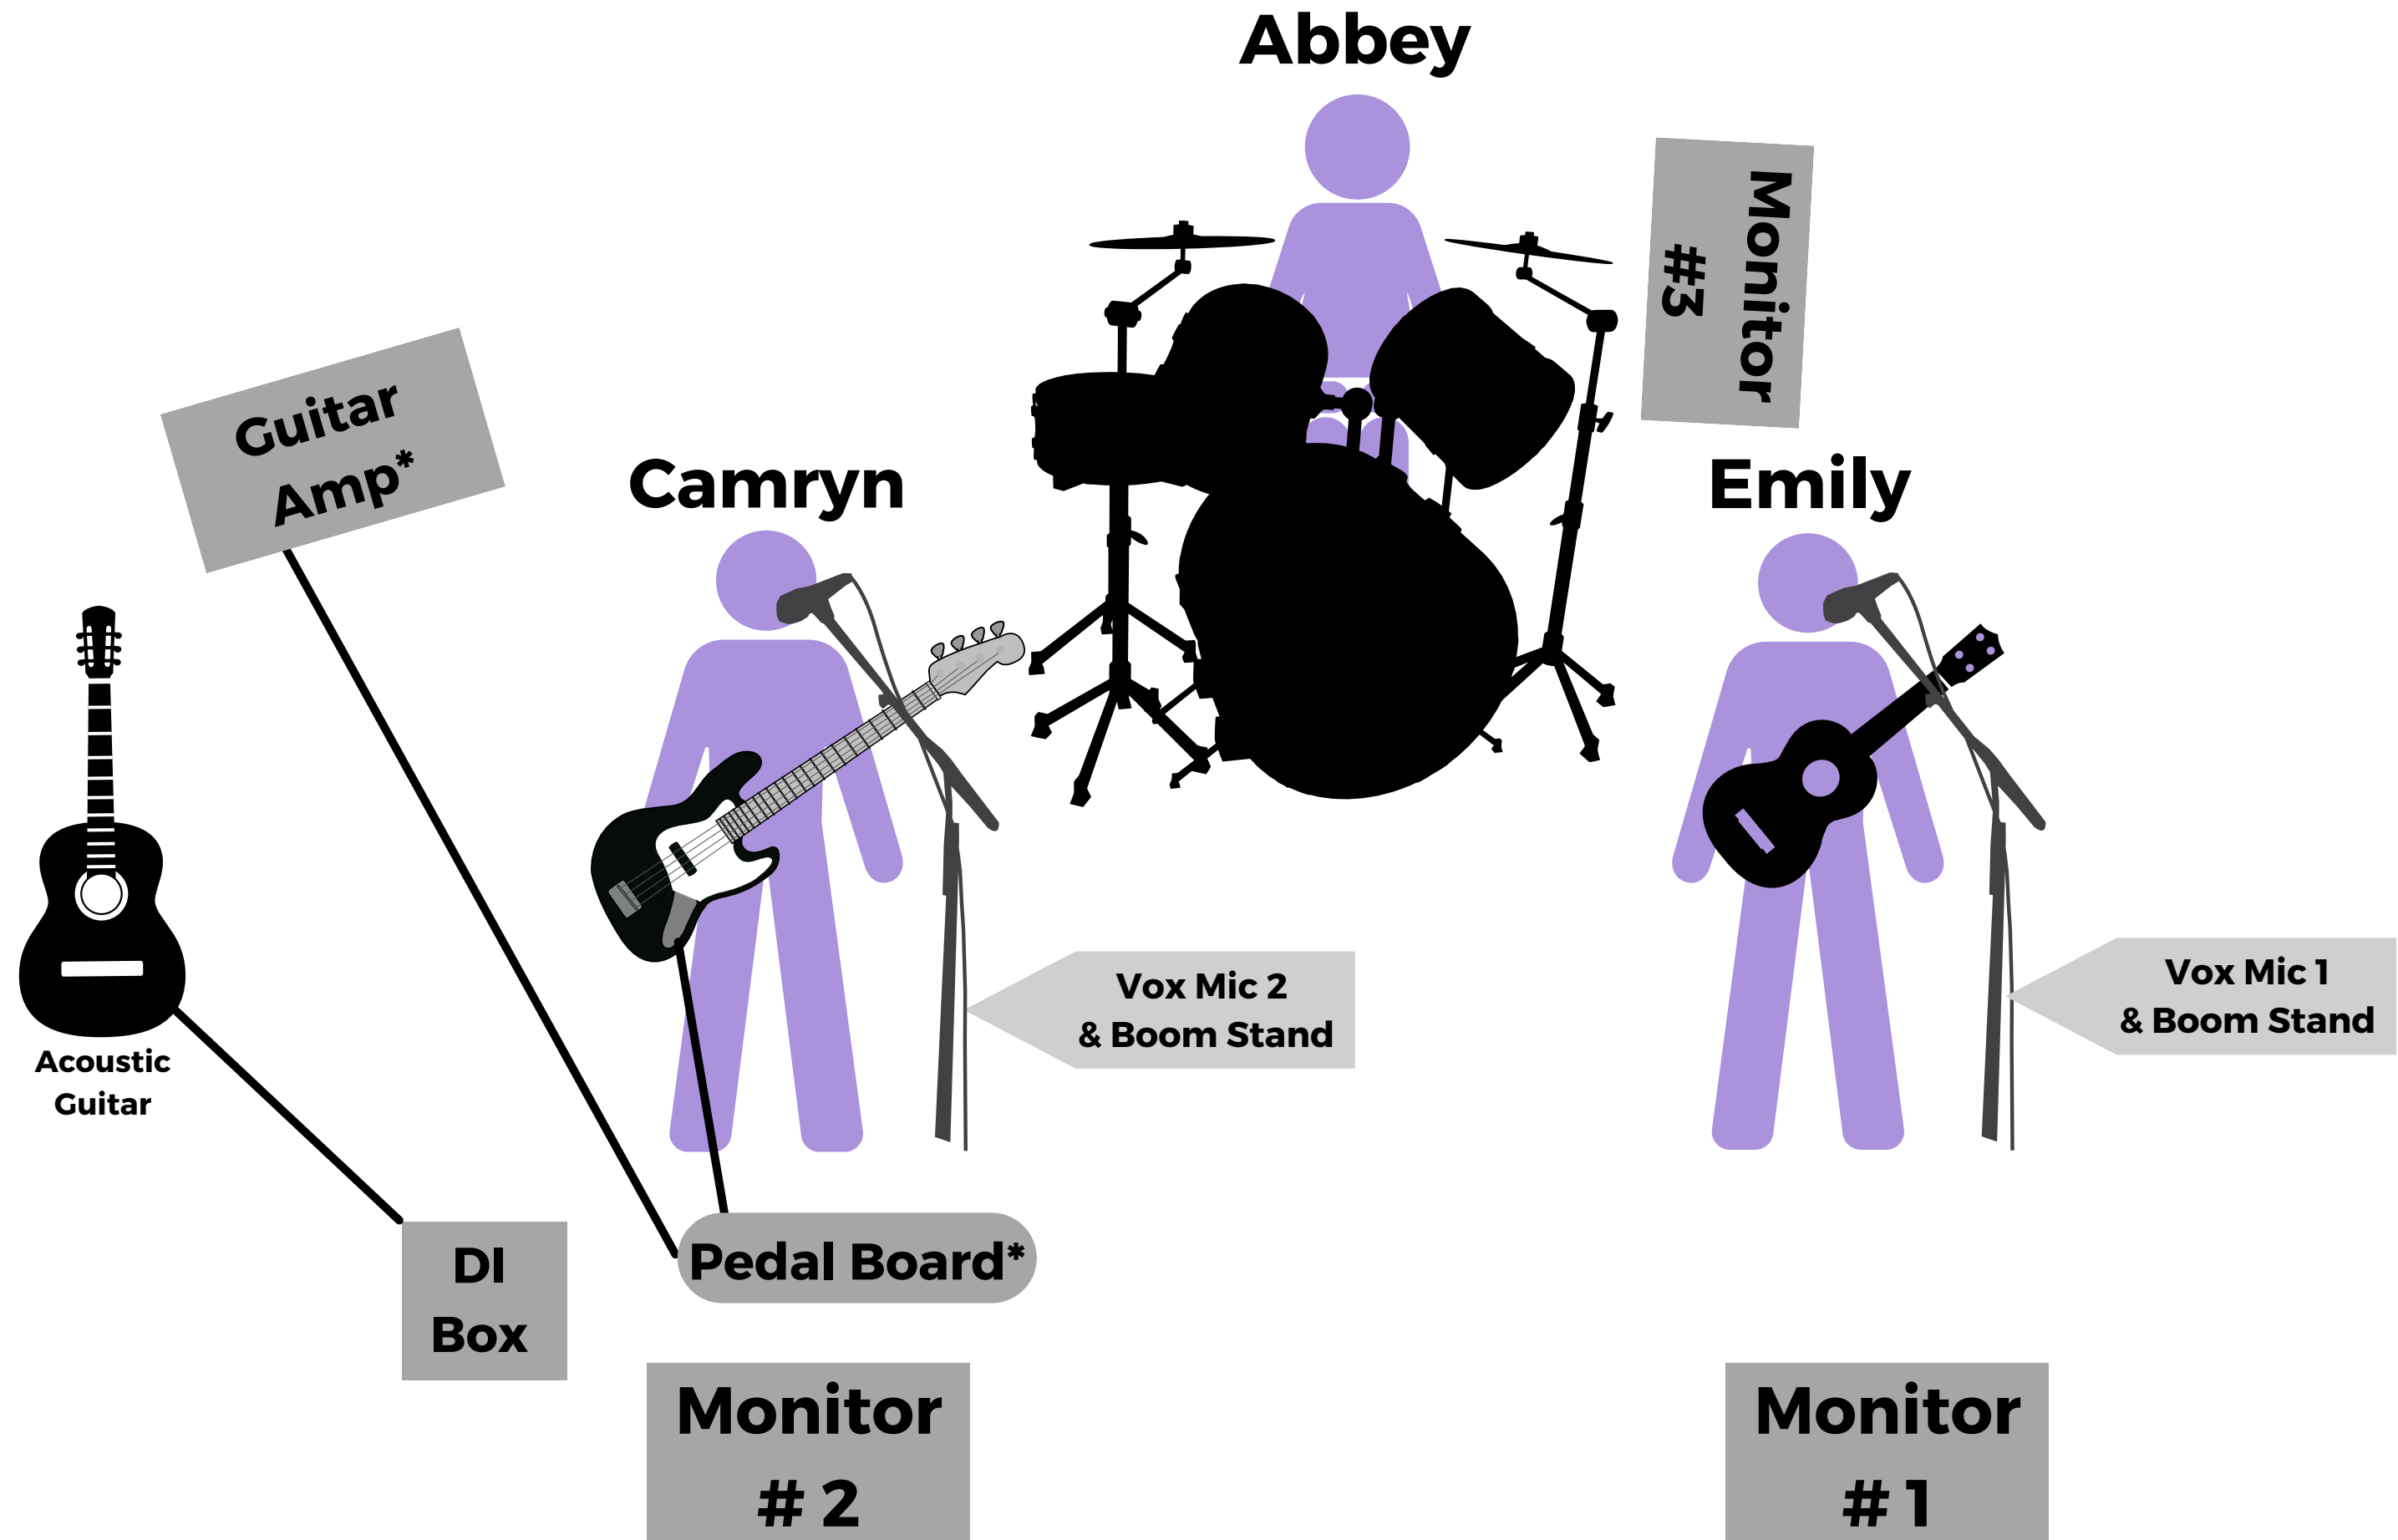 Abbey
Monitor
#3
Guitar
Amp*
Camryn
Emily
Vox Mic 2
& Boom Stand
Vox Mic 1
& Boom Stand
Acoustic
Guitar
DI
Box
Pedal Board*
Monitor
# 2
Monitor
# 1